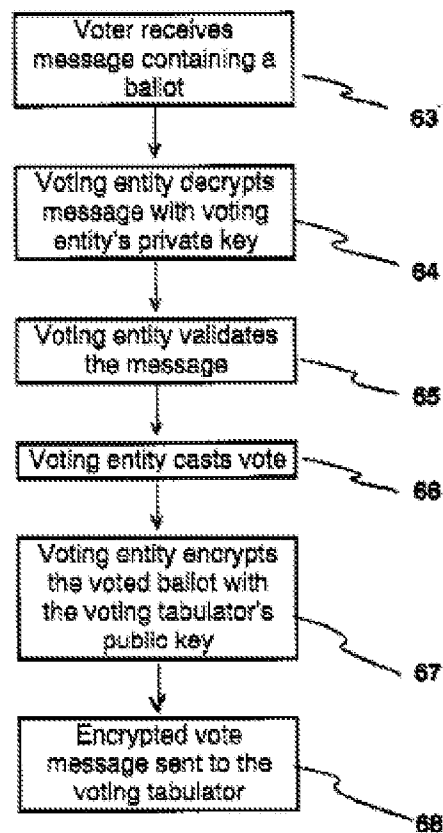 Voter receives
message containing a
ballot
63
Voting entity decrypts
message with voting
entity's private key
64
Voting entity validates
the message
65
Voting entity casts vote
66
Voting entity encrypts
the voted ballot with
the voting tabulator's
public key
67
Encrypted vote
message sent to the
voting tabulator
68